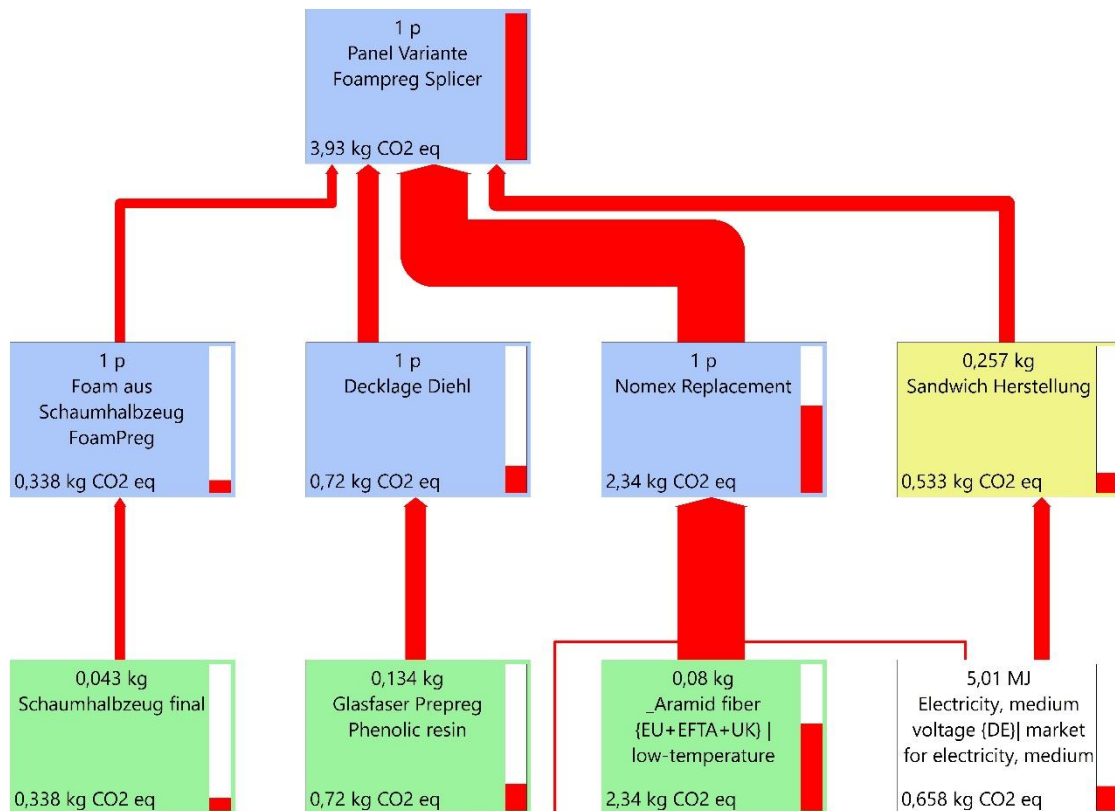 1 p
Panel Variante
Foampreg Splicer
3,93 kg CO2 eq
1 p
Foam aus
Schaumhalbzeug
FoamPreg
0,338 kg CO2 eq
1 p
Decklage Diehl
0,72 kg CO2 eq
1 p
Nomex Replacement
2,34 kg CO2 eq
0,257 kg
Sandwich Herstellung
0,533 kg CO2 eq
0,043 kg
Schaumhalbzeug final
0,338 kg CO2 eq
0,134 kg
Glasfaser Prepreg
Phenolic resin
0,72 kg CO2 eq
0,08 kg
_Aramid fiber
{EU+EFTA+UK} |
low-temperature
2,34 kg CO2 eq
5,01 MJ
Electricity, medium
voltage {DE}| market
for electricity, medium
0,658 kg CO2 eq